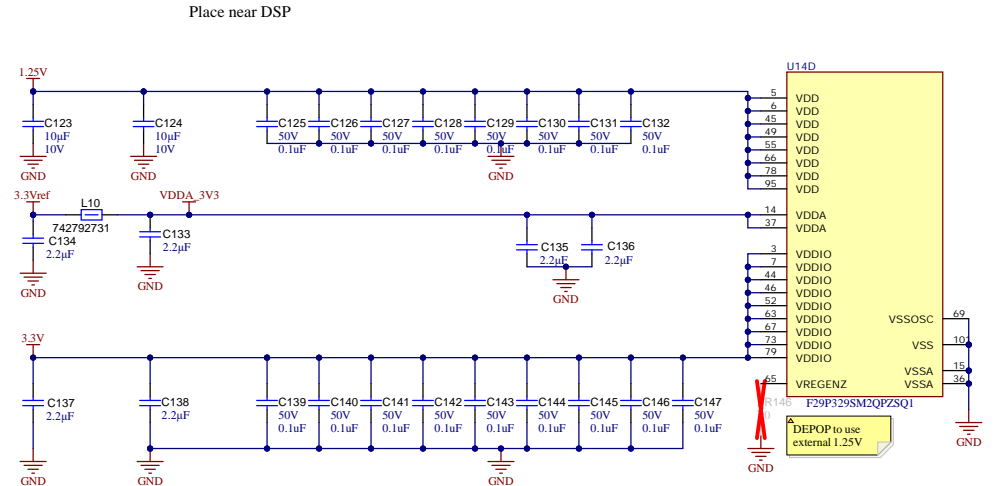 Place near DSP
1.25V
C123
10μF
10V
GND
C124
10μF
10V
GND
C125
50V
0.1uF
C126
50V
0.1uF
C127
50V
0.1uF
C128
50V
0.1uF
C129
50V
0.1uF
C130
50V
0.1uF
C131
50V
0.1uF
C132
50V
0.1uF
GND
3.3Vref
L10
742792731
VDDA_3V3
C134
2.2μF
GND
C133
2.2μF
GND
C135
2.2μF
C136
2.2μF
GND
3.3V
C137
2.2μF
GND
C138
2.2μF
GND
C139
50V
0.1uF
C140
50V
0.1uF
C141
50V
0.1uF
C142
50V
0.1uF
C143
50V
0.1uF
C144
50V
0.1uF
C145
50V
0.1uF
C146
50V
0.1uF
C147
50V
0.1uF
GND
U14D
5 VDD
6 VDD
45 VDD
49 VDD
55 VDD
66 VDD
78 VDD
95 VDD
14 VDDA
37 VDDA
3 VDDIO
7 VDDIO
44 VDDIO
46 VDDIO
52 VDDIO
63 VDDIO
67 VDDIO
73 VDDIO
79 VDDIO
65 VREGENZ
VSSOSC 69
VSS
VSSA 15
VSSA 36
F29P329SM2QPZSQ1
R146
GND
DEPOP to use
external 1.25V
GND